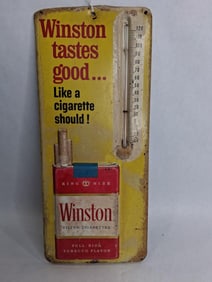 Winston
tastes
good...
Like a
cigarette
should!
KING SIZE
Winston
FILTER CIGARETTES
FULL RICH
TOBACCO FLAVOR